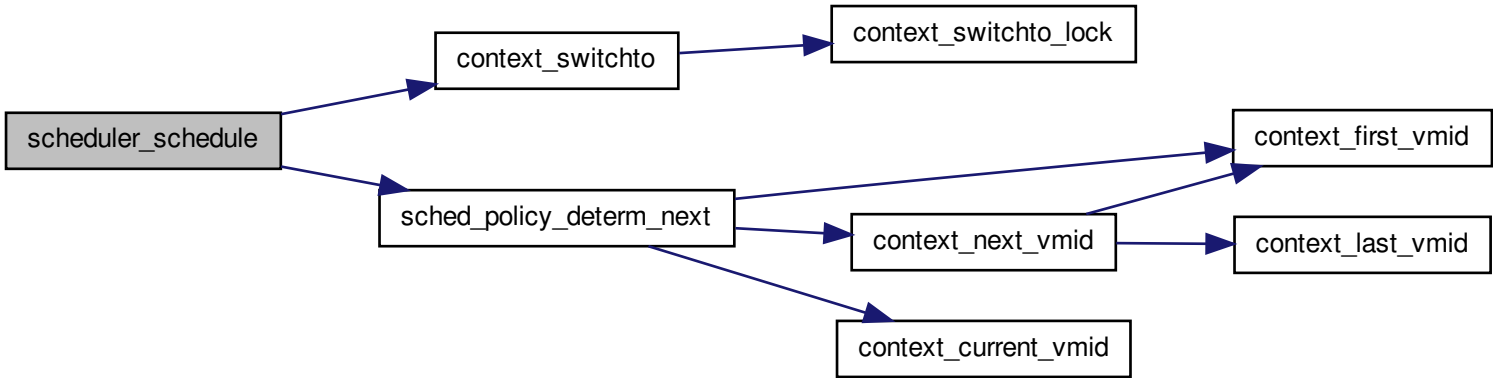 context_switchto_lock
context_switchto
scheduler_schedule
context_first_vmid
sched_policy_determ_next
context_next_vmid
context_last_vmid
context_current_vmid